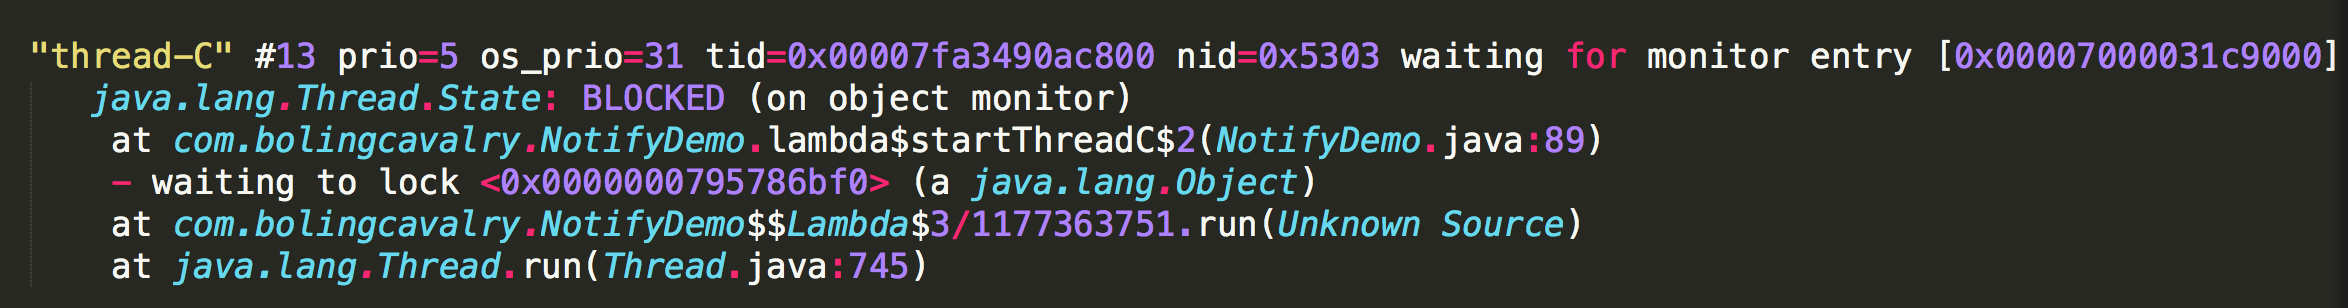 "thread-C" #13 prio=5 os_prio=31 tid=0x00007fa3490ac800 nid=0x5303 waiting for monitor entry [0x00007000031c9000]
java.lang.Thread.State: BLOCKED (on object monitor)
at com.bolingcavalry.NotifyDemo.lambda$startThreadC$2(NotifyDemo.java:89)
- waiting to lock <0x0000000795786bf0> (a java.lang.Object)
at com.bolingcavalry.NotifyDemo$$Lambda$3/1177363751.run(Unknown Source)
at java.lang.Thread.run(Thread.java:745)